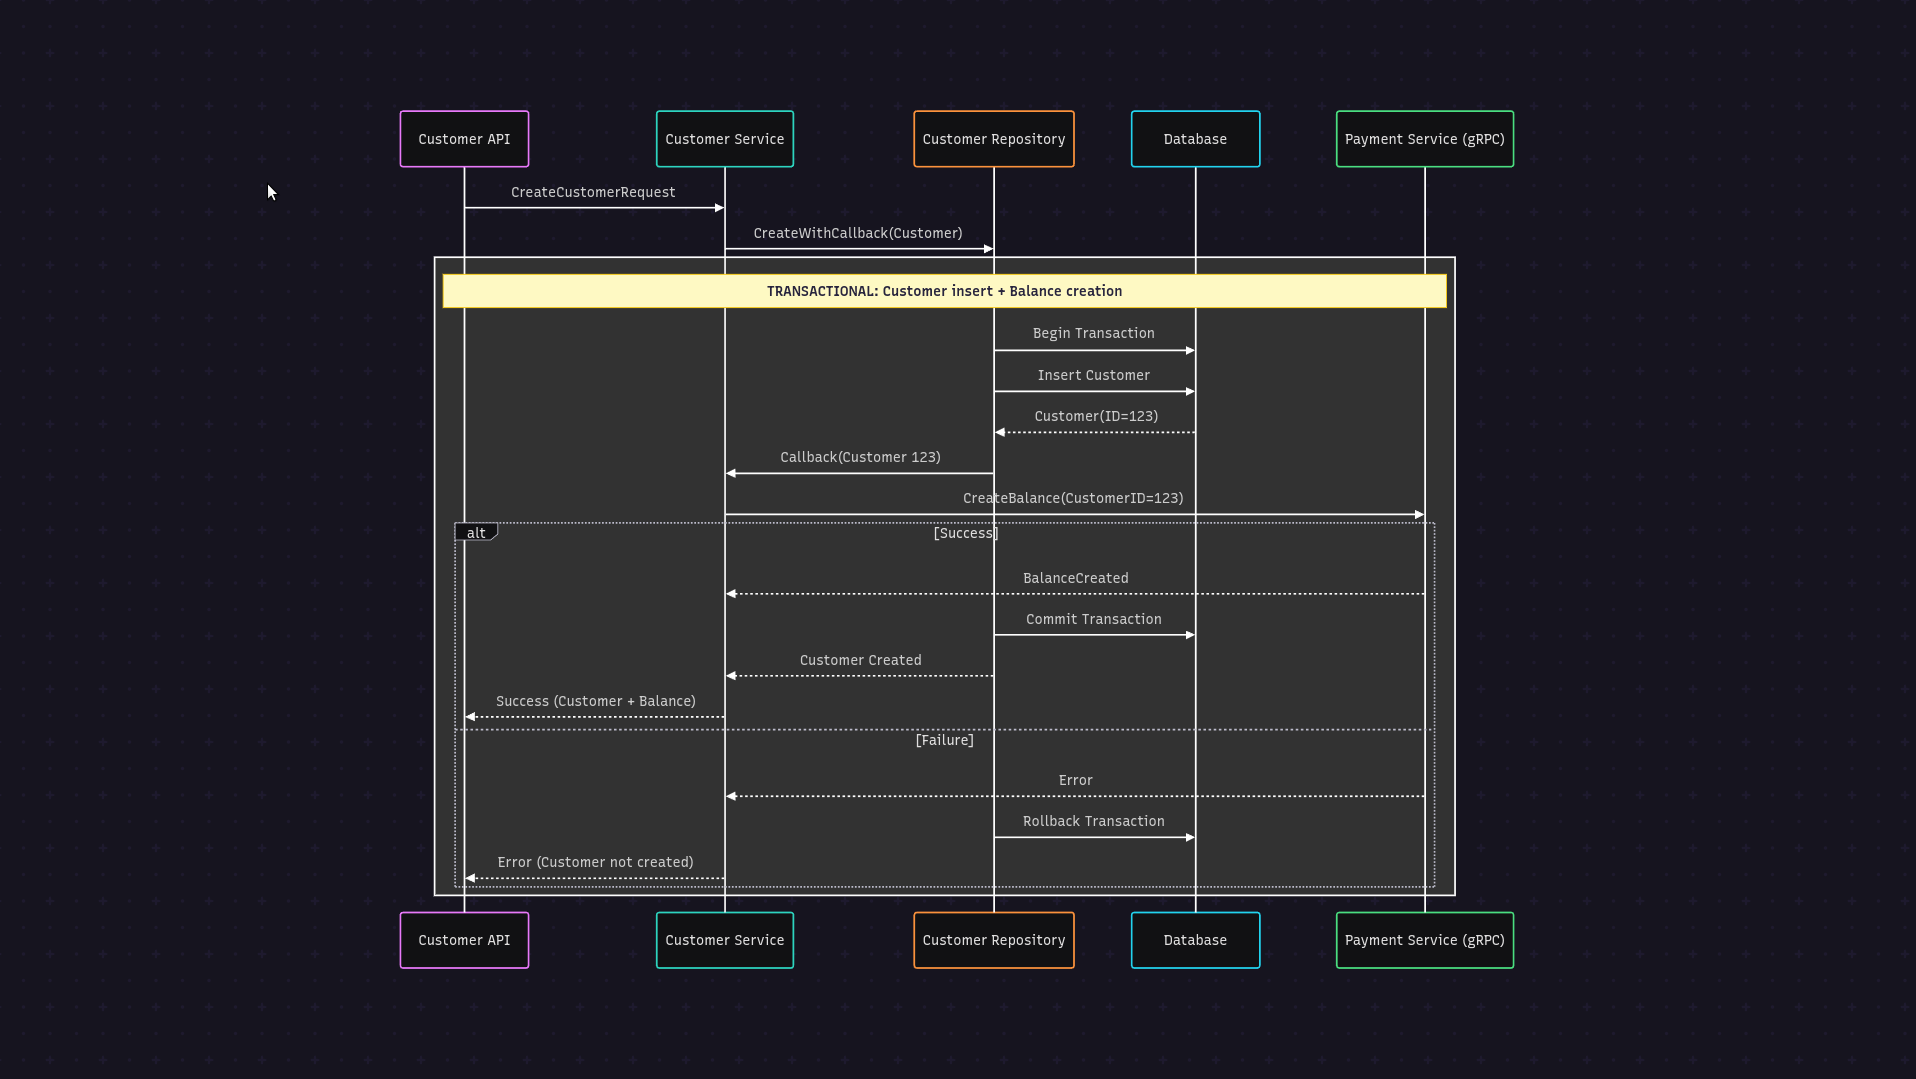 Customer API
Customer Service
Customer Repository
Database
Payment Service (gRPC)
CreateCustomerRequest
CreateWithCallback(Customer)
TRANSACTIONAL: Customer insert + Balance creation
Begin Transaction
Insert Customer
Customer(ID=123)
Callback(Customer 123)
CreateBalance(CustomerID=123)
alt
[Success]
BalanceCreated
Commit Transaction
Customer Created
Success (Customer + Balance)
[Failure]
Error
Rollback Transaction
Error (Customer not created)
Customer API
Customer Service
Customer Repository
Database
Payment Service (gRPC)